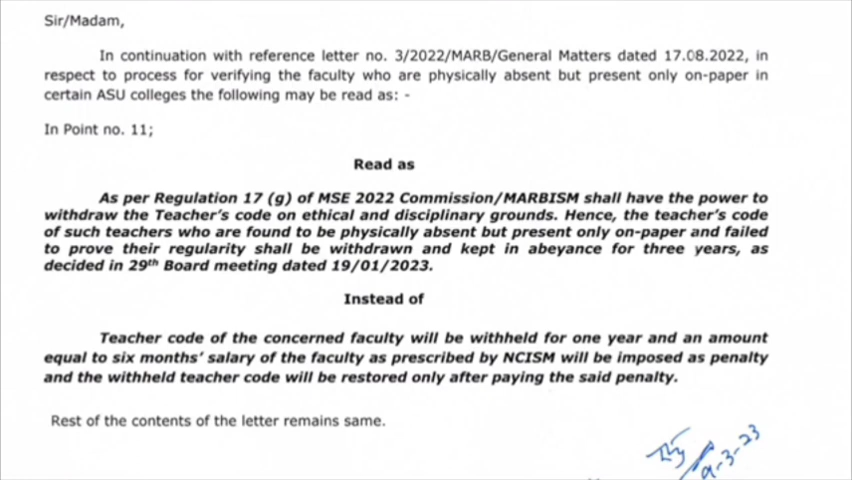 Sir/Madam,
In continuation with reference letter no. 3/2022/MARB/General Matters dated 17.08.2022, in
respect to process for verifying the faculty who are physically absent but present only on-paper in
certain ASU colleges the following may be read as: -
In Point no. 11;
Read as
As per Regulation 17 (g) of MSE 2022 Commission/MARBISM shall have the power to
withdraw the Teacher's code on ethical and disciplinary grounds. Hence, the teacher's code
of such teachers who are found to be physically absent but present only on-paper and failed
to prove their regularity shall be withdrawn and kept in abeyance for three years, as
decided in 29th Board meeting dated 19/01/2023.
Instead of
Teacher code of the concerned faculty will be withheld for one year and an amount
equal to six months' salary of the faculty as prescribed by NCISM will be imposed as penalty
and the withheld teacher code will be restored only after paying the said penalty.
Rest of the contents of the letter remains same.
9-3-23